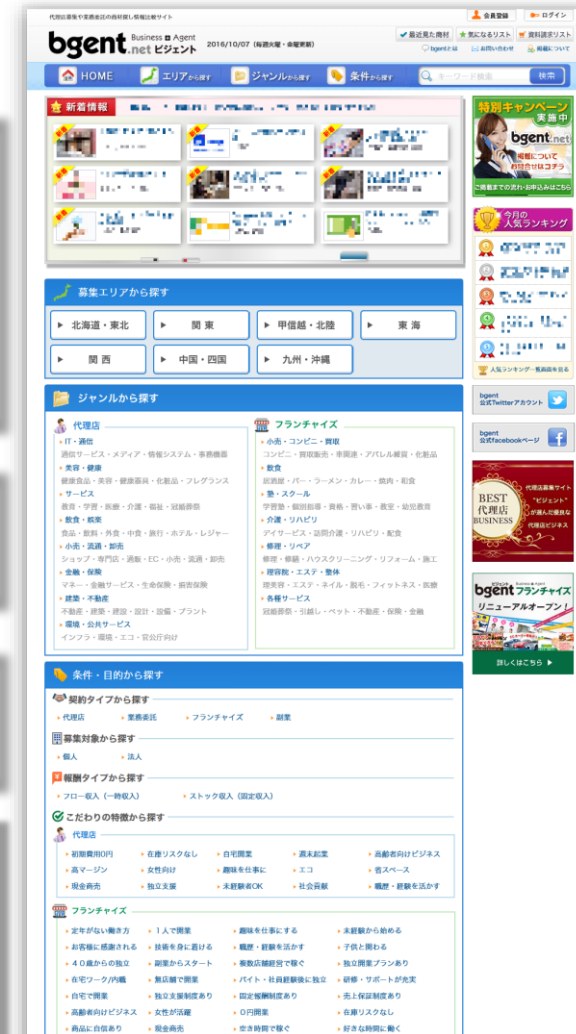 代理店募集や業務委託の商材探し情報比較サイト
会員登録
ログイン
bgent.net
Business Agent
ビジェント
2016/10/07（毎週火曜・金曜更新）
最近見た商材
気になるリスト
資料請求リスト
bgentとは
お問い合わせ
掲載について
HOME
エリアから探す
ジャンルから探す
条件から探す
キーワード検索
検索
新着情報
特別キャンペーン
実施中
bgent.net
掲載について
お問合せはコチラ
ご掲載までの流れ・お申込みはこちら
今月の
人気ランキング
人気ランキング一覧画面を見る
募集エリアから探す
北海道・東北
関東
甲信越・北陸
東海
関西
中国・四国
九州・沖縄
bgent
公式Twitterアカウント
bgent
公式facebookページ
ジャンルから探す
代理店
IT・通信
通信サービス・メディア・情報システム・事務機器
美容・健康
健康食品・美容・健康器具・化粧品・フレグランス
サービス
教育・学習・医療・介護・福祉・冠婚葬祭
飲食・娯楽
食品・飲料・外食・中食・旅行・ホテル・レジャー
小売・流通・卸売
ショップ・専門店・通販・EC・小売・流通・卸売
金融・保険
マネー・金融サービス・生命保険・損害保険
建築・不動産
不動産・建築・建設・設計・設備・プラント
環境・公共サービス
インフラ・環境・エコ・官公庁向け
フランチャイズ
小売・コンビニ・買取
コンビニ・買取販売・車関連・アパレル雑貨・化粧品
飲食
居酒屋・バー・ラーメン・カレー・焼肉・和食
塾・スクール
学習塾・個別指導・資格・習い事・教室・幼児教育
介護・リハビリ
デイサービス・訪問介護・リハビリ・配食
修理・リペア
修理・修繕・ハウスクリーニング・リフォーム・施工
理容院・エステ・整体
理美容・エステ・ネイル・脱毛・フィットネス・医療
各種サービス
冠婚葬祭・引越し・ペット・不動産・保険・金融
BEST
代理店
BUSINESS
代理店募集サイト
"ビジェント"
が選んだ優良な
代理店ビジネス
bgentフランチャイズ
リニューアルオープン！
詳しくはこちら
条件・目的から探す
契約タイプから探す
代理店
業務委託
フランチャイズ
副業
募集対象から探す
個人
法人
報酬タイプから探す
フロー収入（一時収入）
ストック収入（固定収入）
こだわりの特徴から探す
代理店
初期費用0円
在庫リスクなし
自宅開業
週末起業
高齢者向けビジネス
高マージン
女性向け
趣味を仕事に
エコ
省スペース
現金商売
独立支援
未経験者OK
社会貢献
職歴・経験を活かす
フランチャイズ
定年がない働き方
１人で開業
趣味を仕事にする
未経験から始める
お客様に感謝される
技術を身に着ける
職歴・経験を活かす
子供と関わる
４０歳からの独立
副業からスタート
複数店舗経営で稼ぐ
独立開業プランあり
在宅ワーク/内職
無店舗で開業
バイト・社員経験後に独立
研修・サポートが充実
自宅で開業
独立支援制度あり
固定報酬制度あり
売上保証制度あり
高齢者向けビジネス
女性が活躍
０円開業
在庫リスクなし
商品に自信あり
現金商売
空き時間で稼ぐ
好きな時間に働く